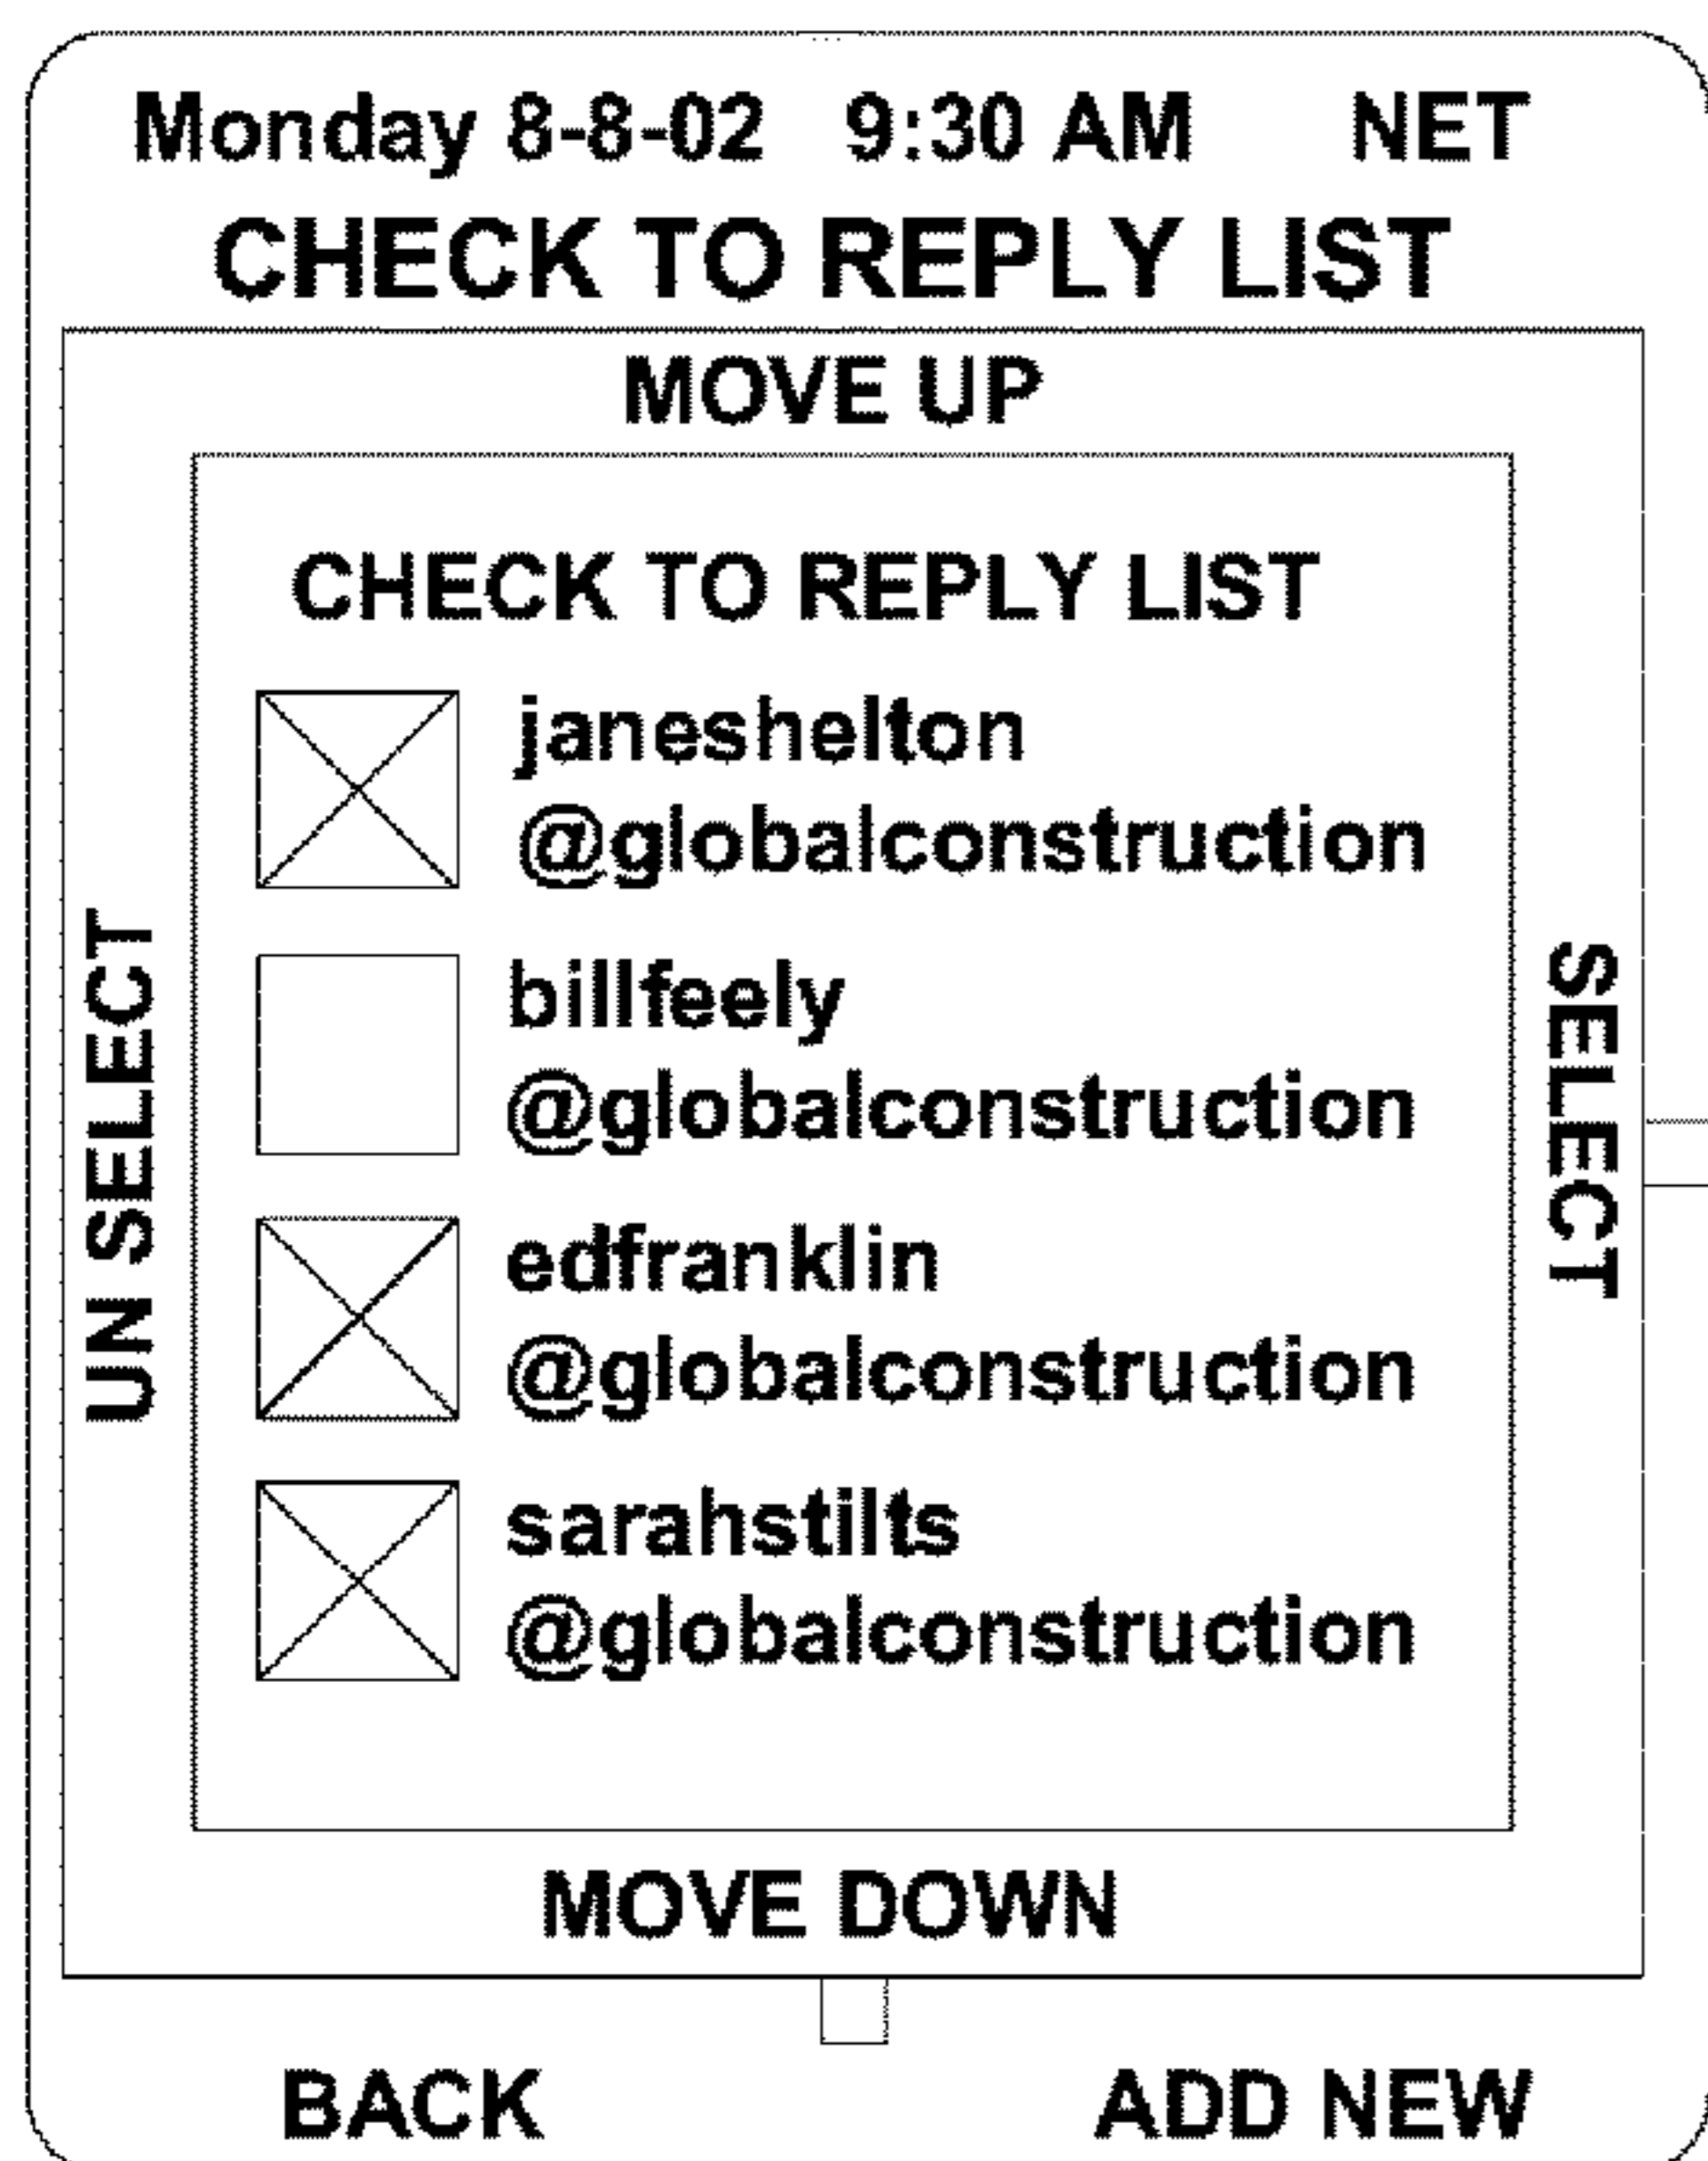 Monday 8-8-02 9:30 AM NET
CHECK TO REPLY LIST
MOVE UP
CHECK TO REPLY LIST
janeshelton
@globalconstruction
billfeely
@globalconstruction
edfranklin
@globalconstruction
sarahstilts
@globalconstruction
UN SELECT
SELECT
MOVE DOWN
BACK ADD NEW